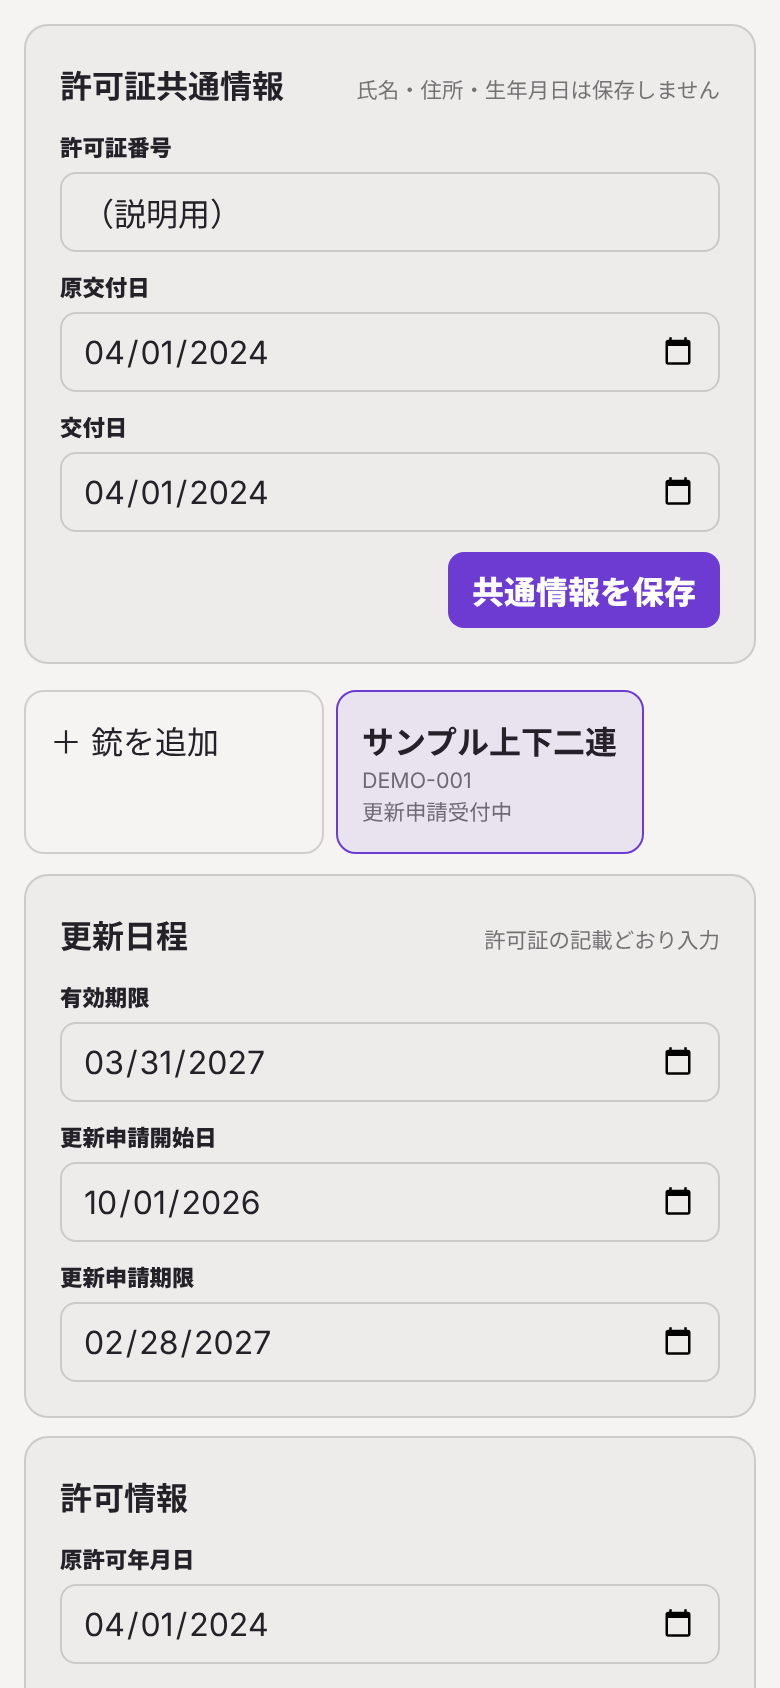 許可証共通情報
氏名・住所・生年月日は保存しません
許可証番号
（説明用）
原交付日
04/01/2024
交付日
04/01/2024
共通情報を保存
＋ 銃を追加
サンプル上下二連
DEMO-001
更新申請受付中
更新日程
許可証の記載どおり入力
有効期限
03/31/2027
更新申請開始日
10/01/2026
更新申請期限
02/28/2027
許可情報
原許可年月日
04/01/2024